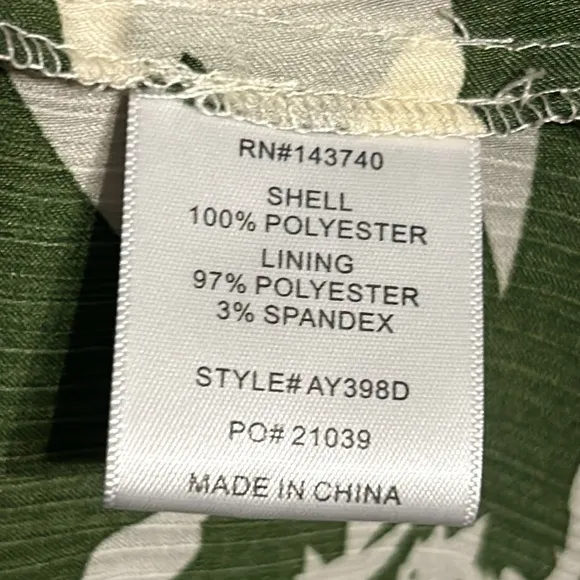 RN#143740
SHELL
100% POLYESTER
LINING
97% POLYESTER
3% SPANDEX
STYLE# AY398D
PO# 21039
MADE IN CHINA